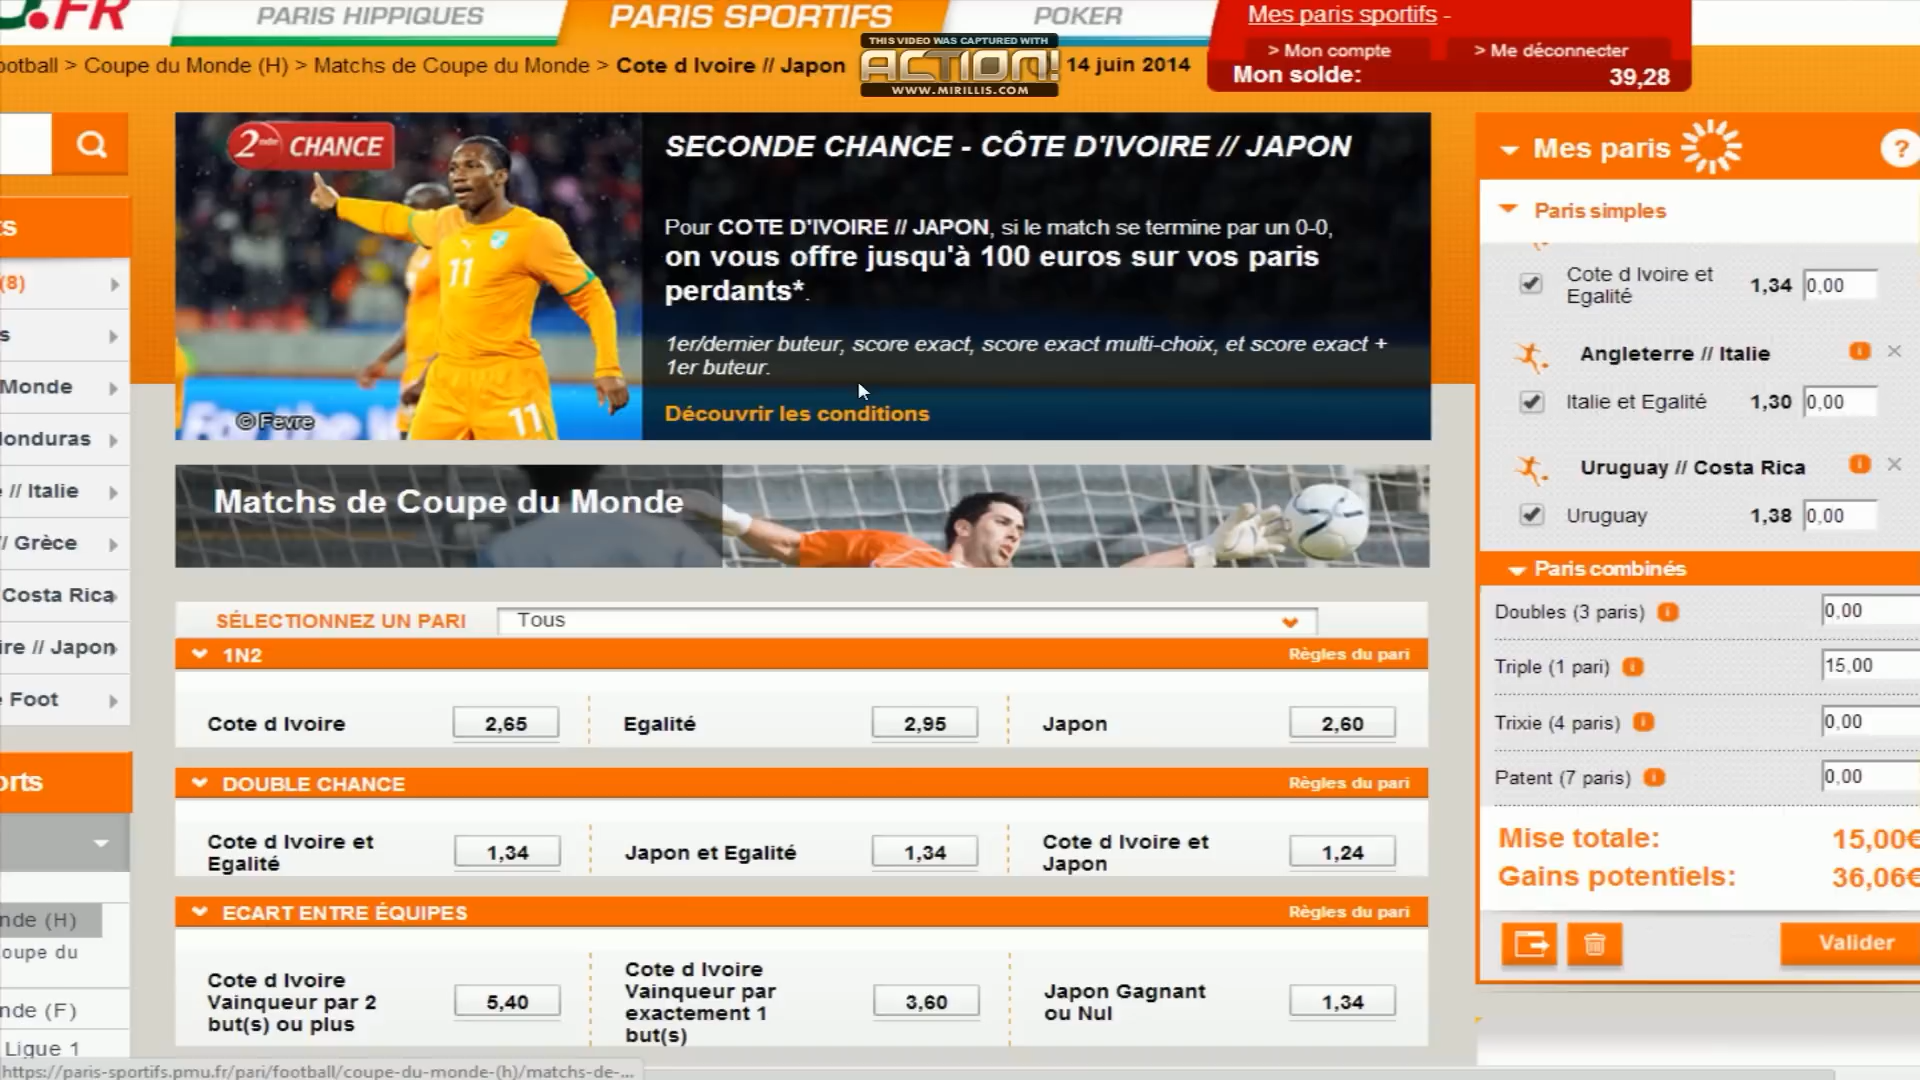 .FR
PARIS HIPPIQUES
PARIS SPORTIFS
POKER
Mes paris sportifs -
> Mon compte
> Me déconnecter
Mon solde:
39,28
ootball > Coupe du Monde (H) > Matchs de Coupe du Monde > Cote d Ivoire // Japon
14 juin 2014
THIS VIDEO WAS CAPTURED WITH
ACTION!
WWW.MIRILLIS.COM
ts
(8)
s
Monde
Honduras
// Italie
// Grèce
Costa Rica
ire // Japon
Foot
orts
nde (H)
oupe du
nde (F)
Ligue 1
2nde CHANCE
11
11
© Fevre
SECONDE CHANCE - CÔTE D'IVOIRE // JAPON
Pour COTE D'IVOIRE // JAPON, si le match se termine par un 0-0,
on vous offre jusqu'à 100 euros sur vos paris
perdants*.
1er/dernier buteur, score exact, score exact multi-choix, et score exact +
1er buteur.
Découvrir les conditions
Matchs de Coupe du Monde
SÉLECTIONNEZ UN PARI
Tous
1N2
Règles du pari
Cote d Ivoire
2,65
Egalité
2,95
Japon
2,60
DOUBLE CHANCE
Règles du pari
Cote d Ivoire et
Egalité
1,34
Japon et Egalité
1,34
Cote d Ivoire et
Japon
1,24
ECART ENTRE ÉQUIPES
Règles du pari
Cote d Ivoire
Vainqueur par 2
but(s) ou plus
5,40
Cote d Ivoire
Vainqueur par
exactement 1
but(s)
3,60
Japon Gagnant
ou Nul
1,34
Mes paris
?
Paris simples
Cote d Ivoire et
Egalité
1,34
0,00
Angleterre // Italie
Italie et Egalité
1,30
0,00
Uruguay // Costa Rica
Uruguay
1,38
0,00
Paris combinés
Doubles (3 paris)
0,00
Triple (1 pari)
15,00
Trixie (4 paris)
0,00
Patent (7 paris)
0,00
Mise totale:
15,00€
Gains potentiels:
36,06€
Valider
https://paris-sportifs.pmu.fr/pari/football/coupe-du-monde-(h)/matchs-de-...